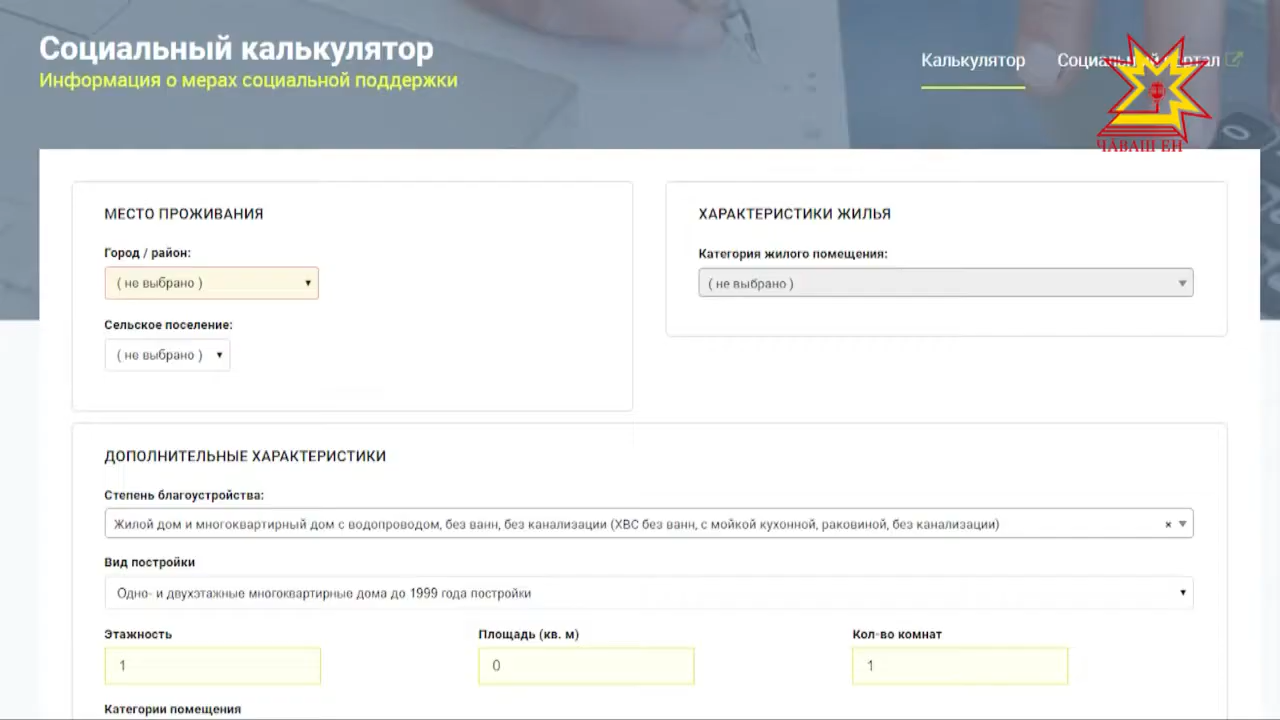 Социальный калькулятор
Информация о мерах социальной поддержки
Калькулятор
ЧӐВАШ ЕН
МЕСТО ПРОЖИВАНИЯ
Город / район:
( не выбрано )
Сельское поселение:
( не выбрано )
ХАРАКТЕРИСТИКИ ЖИЛЬЯ
Категория жилого помещения:
( не выбрано )
ДОПОЛНИТЕЛЬНЫЕ ХАРАКТЕРИСТИКИ
Степень благоустройства:
Жилой дом и многоквартирный дом с водопроводом, без ванн, без канализации (ХВС без ванн, с мойкой кухонной, раковиной, без канализации)
Вид постройки
Одно- и двухэтажные многоквартирные дома до 1999 года постройки
Этажность Площадь (кв. м) Кол-во комнат
1 0 1
Категории помещения